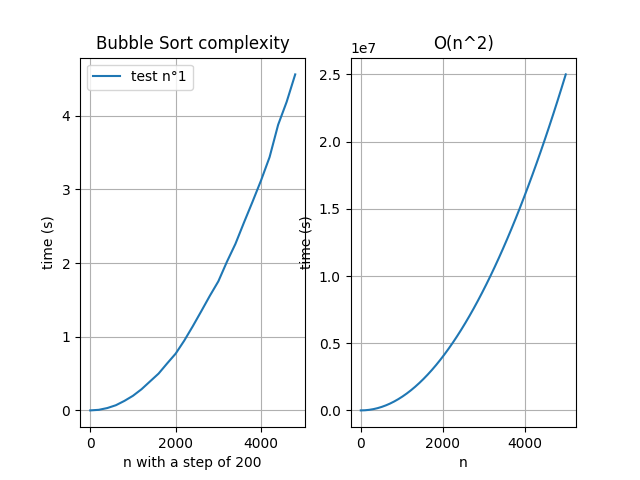 Bubble Sort complexity
test n°1
time (s)
4
3
2
1
0
0
2000
4000
n with a step of 200
O(n^2)
1e7
time (s)
2.5
2.0
1.5
1.0
0.5
0.0
0
2000
4000
n